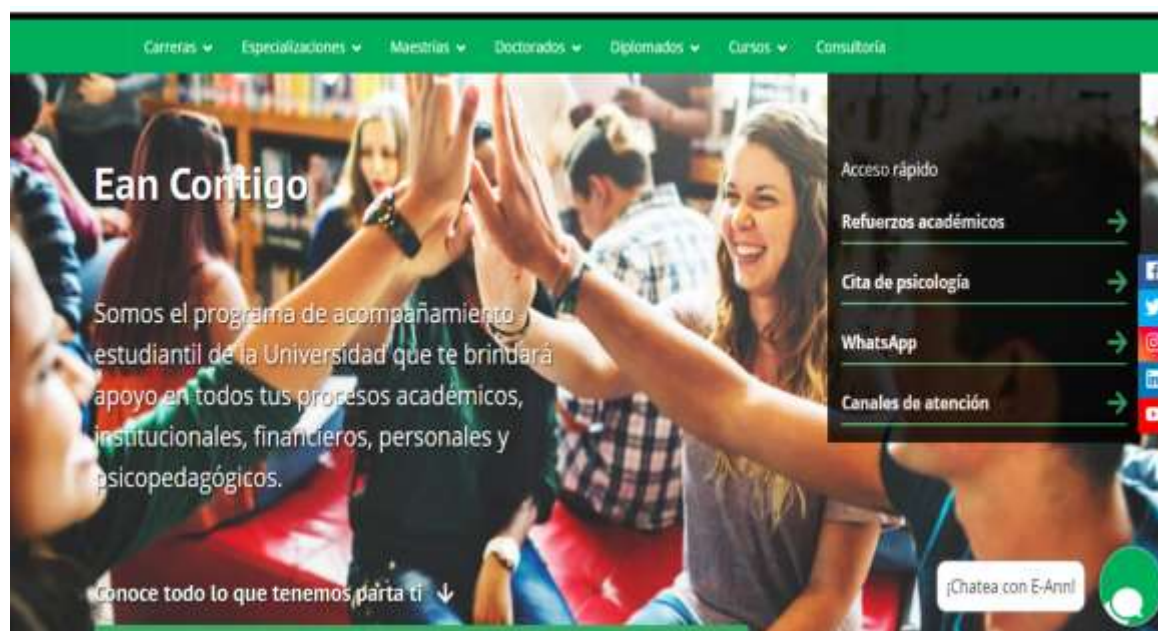 Carreras Especializaciones Maestrías Doctorados Diplomados Cursos Consultoría
Ean Contigo
Somos el programa de acompañamiento
estudiantil de la Universidad que te brindará
apoyo en todos tus procesos académicos,
institucionales, financieros, personales y
psicopedagógicos.
Conoce todo lo que tenemos parta ti
Acceso rápido
Refuerzos académicos
Cita de psicología
WhatsApp
Canales de atención
¡Chatea con E-Ann!